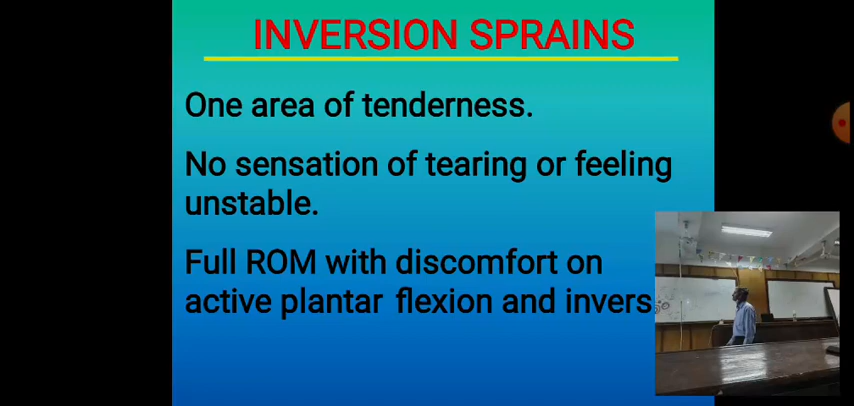 INVERSION SPRAINS
One area of tenderness.
No sensation of tearing or feeling
unstable.
Full ROM with discomfort on
active plantar flexion and invers